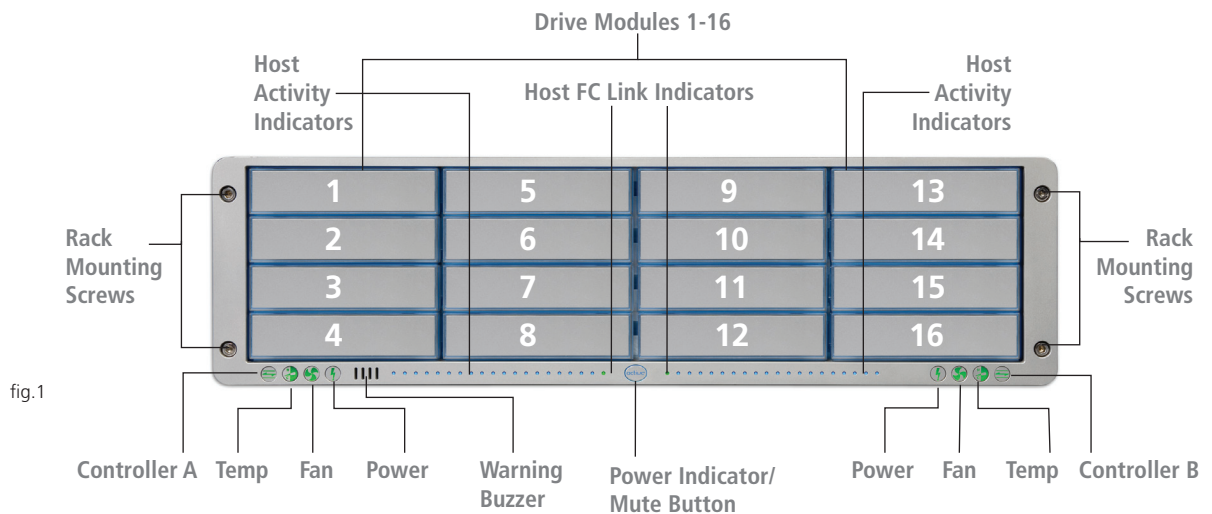 Drive Modules 1-16
Host
Activity
Indicators
Host FC Link Indicators
Host
Activity
Indicators
1 5 9 13
2 6 10 14
3 7 11 15
4 8 12 16
Rack
Mounting
Screws
Rack
Mounting
Screws
fig.1
Controller A Temp Fan Power
Warning
Buzzer
Power Indicator/
Mute Button
Power Fan Temp Controller B